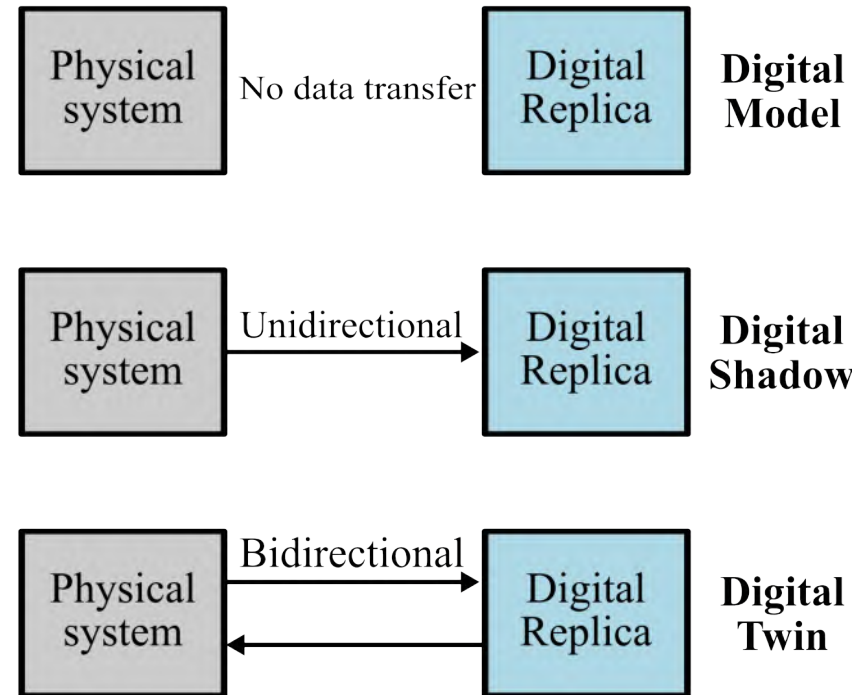 Physical
system
No data transfer
Digital
Replica
Digital
Model
Physical
system
Unidirectional
Digital
Replica
Digital
Shadow
Physical
system
Bidirectional
Digital
Replica
Digital
Twin